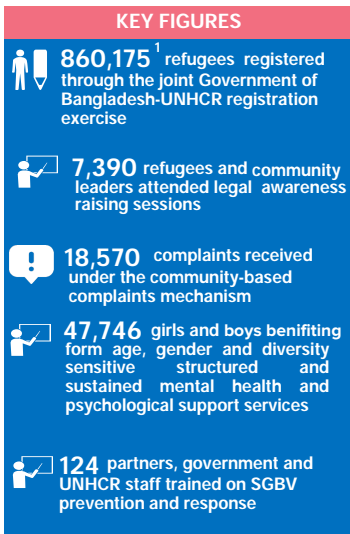 KEY FIGURES
860,175 1 refugees registered
through the joint Government of
Bangladesh-UNHCR registration
exercise
7,390 refugees and community
leaders attended legal awareness
raising sessions
18,570 complaints received
under the community-based
complaints mechanism
47,746 girls and boys benifiting
form age, gender and diversity
sensitive structured and
sustained mental health and
psychological support services
124 partners, government and
UNHCR staff trained on SGBV
prevention and response